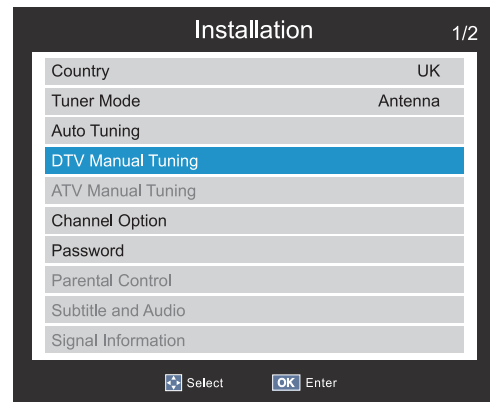 Installation 1/2
Country UK
Tuner Mode Antenna
Auto Tuning
DTV Manual Tuning
ATV Manual Tuning
Channel Option
Password
Parental Control
Subtitle and Audio
Signal Information
Select OK Enter